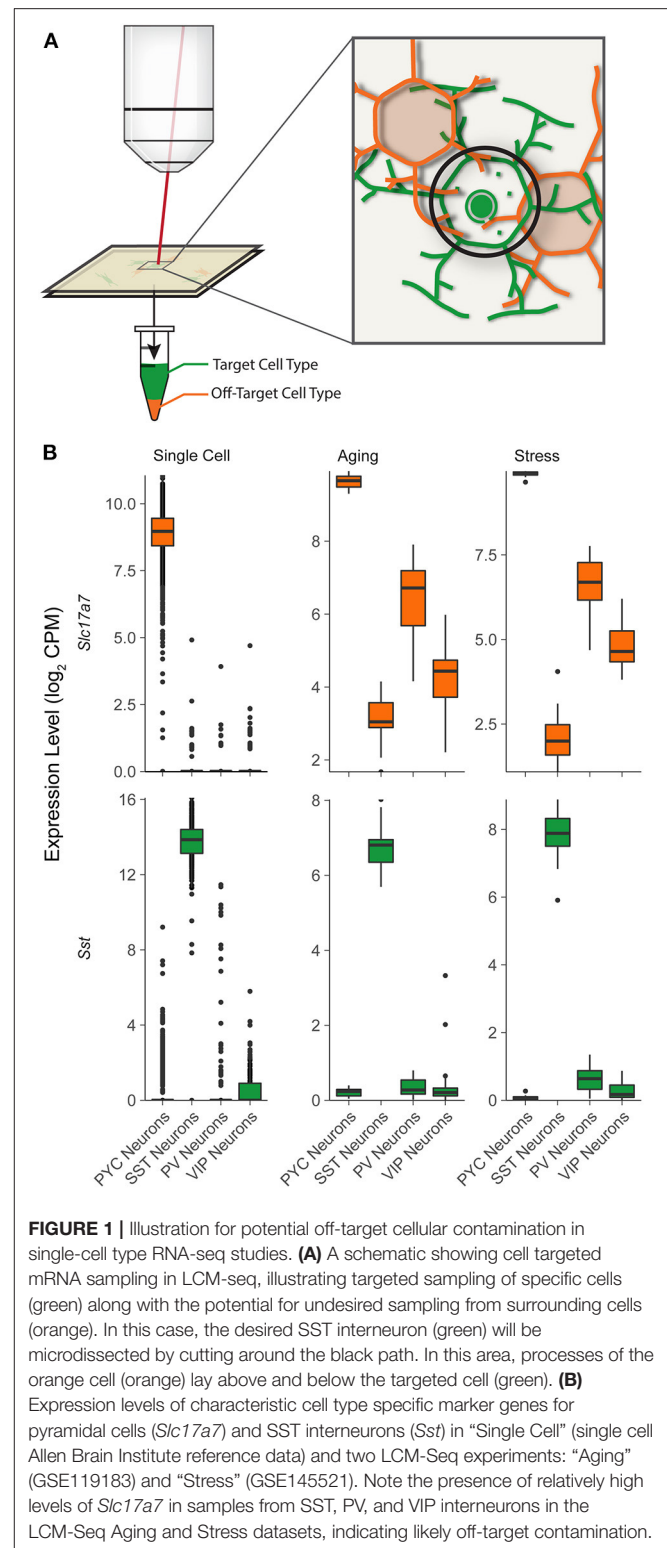 A
Target Cell Type
Off-Target Cell Type
B
Single Cell
Aging
Stress
Expression Level (log2 CPM)
Slc17a7
10.0
7.5
5.0
2.5
0.0
8
6
4
2
7.5
5.0
2.5
Sst
16
12
8
4
0
8
6
4
2
0
8
6
4
2
0
PYC Neurons
SST Neurons
PV Neurons
VIP Neurons
PYC Neurons
SST Neurons
PV Neurons
VIP Neurons
PYC Neurons
SST Neurons
PV Neurons
VIP Neurons
FIGURE 1 | Illustration for potential off-target cellular contamination in
single-cell type RNA-seq studies. (A) A schematic showing cell targeted
mRNA sampling in LCM-seq, illustrating targeted sampling of specific cells
(green) along with the potential for undesired sampling from surrounding cells
(orange). In this case, the desired SST interneuron (green) will be
microdissected by cutting around the black path. In this area, processes of the
orange cell (orange) lay above and below the targeted cell (green). (B)
Expression levels of characteristic cell type specific marker genes for
pyramidal cells (Slc17a7) and SST interneurons (Sst) in “Single Cell” (single cell
Allen Brain Institute reference data) and two LCM-Seq experiments: “Aging”
(GSE119183) and “Stress” (GSE145521). Note the presence of relatively high
levels of Slc17a7 in samples from SST, PV, and VIP interneurons in the
LCM-Seq Aging and Stress datasets, indicating likely off-target contamination.